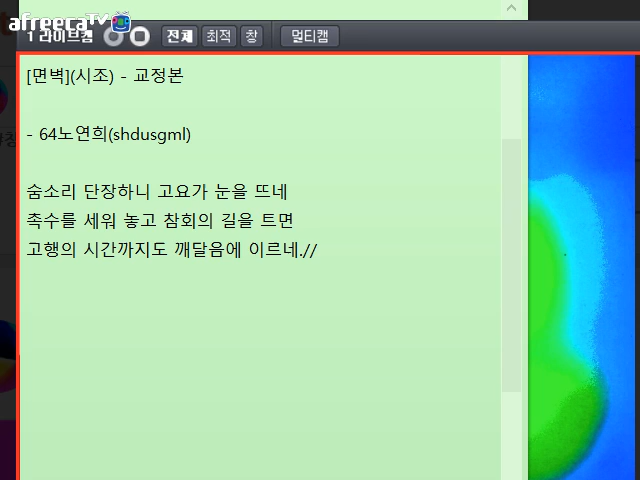 afreecaTV
1 라이브캠 전체 최적 창 멀티캠
[면벽](시조) - 교정본
- 64노연희(shdusgml)
숨소리 단장하니 고요가 눈을 뜨네
촉수를 세워 놓고 참회의 길을 트면
고행의 시간까지도 깨달음에 이르네.//